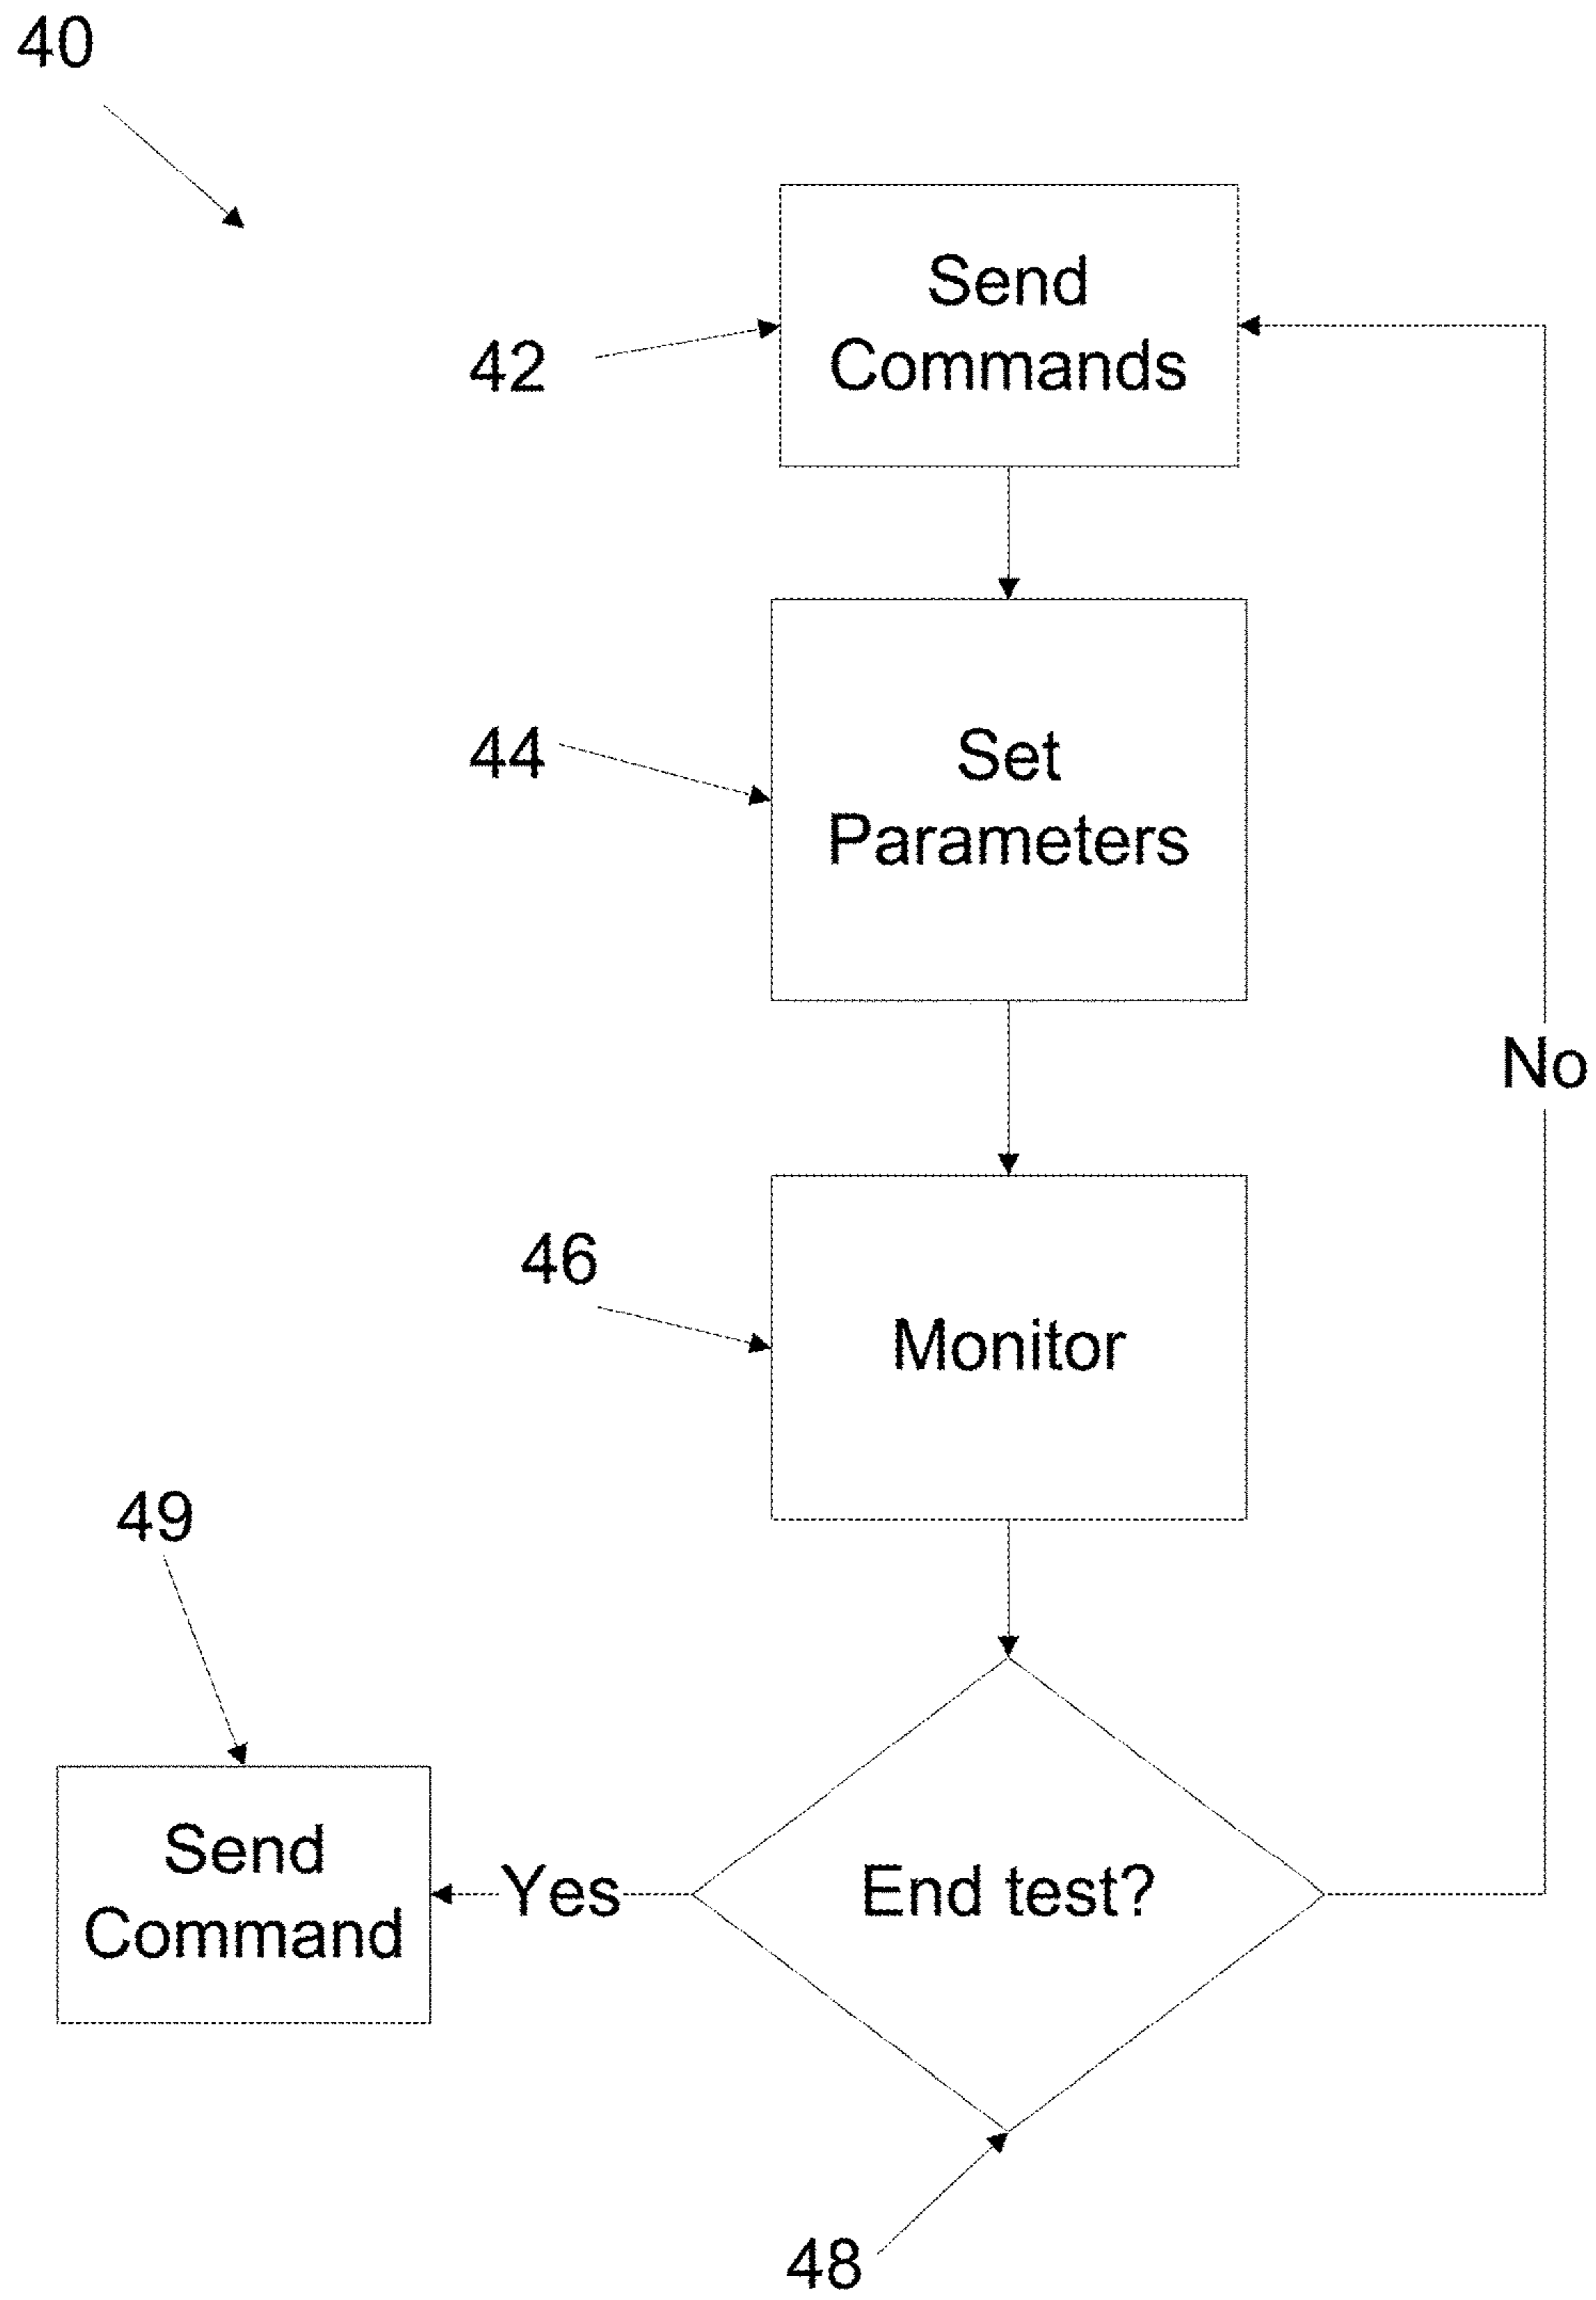 40
Send
Commands
42
Set
Parameters
44
No
46
Monitor
49
Send
Command
Yes
End test?
48